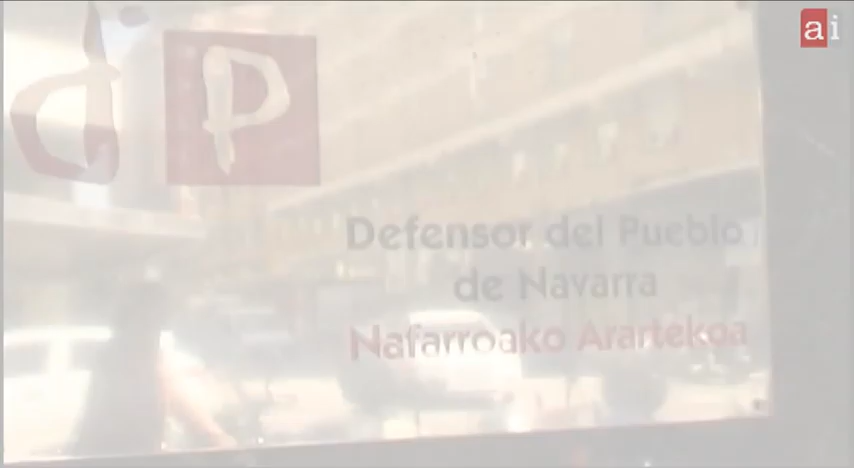 ai
dP
Defensor del Pueblo
de Navarra
Nafarroako Arartekoa